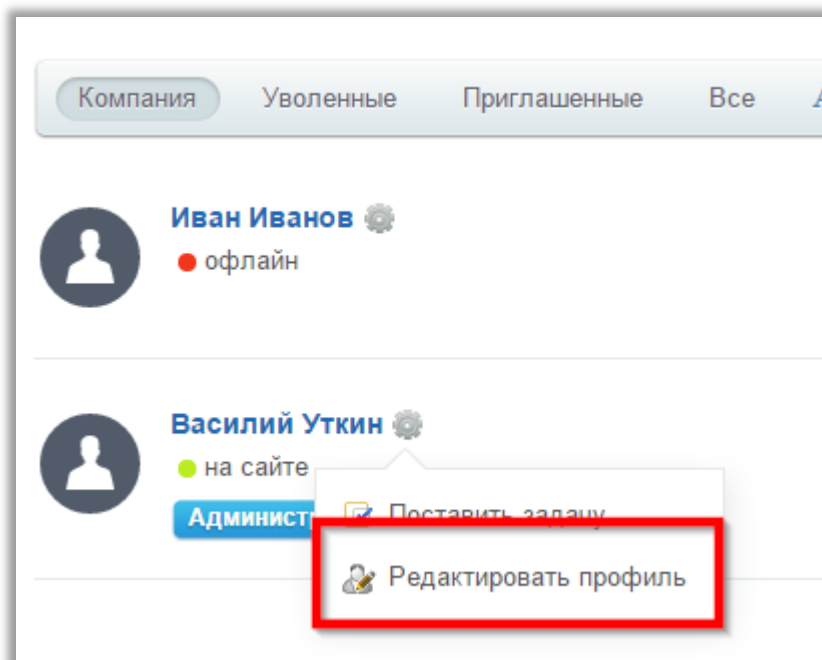 Компания Уволенные Приглашенные Все
Иван Иванов
офлайн
Василий Уткин
на сайте
Поставить задачу
Редактировать профиль